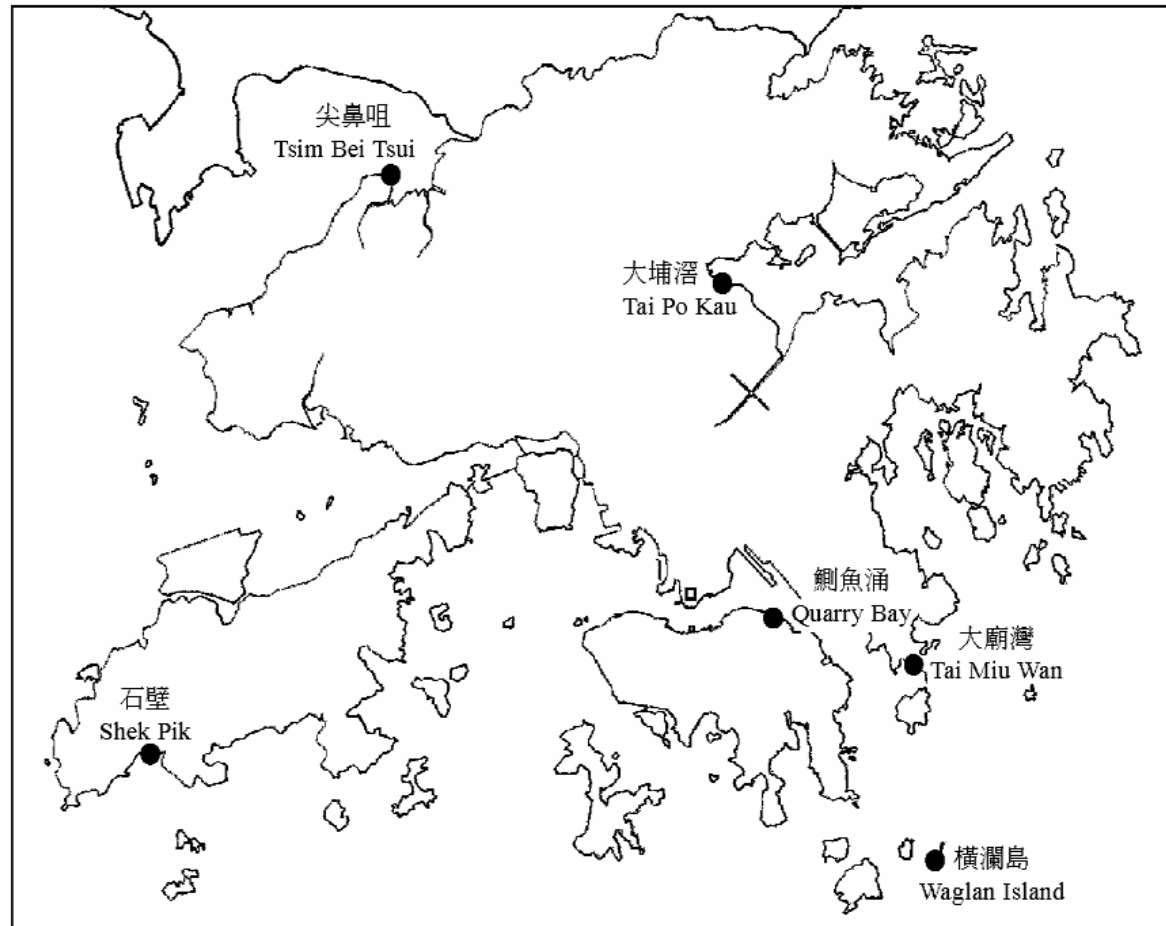 尖鼻咀
Tsim Bei Tsui
大埔滘
Tai Po Kau
鰂魚涌
Quarry Bay
大廟灣
Tai Miu Wan
石壁
Shek Pik
橫瀾島
Waglan Island